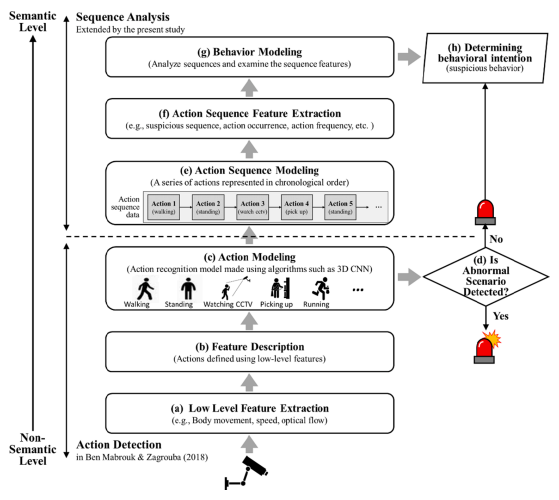 Semantic
Level
Sequence Analysis
Extended by the present study
(g) Behavior Modeling
(Analyze sequences and examine the sequence features)
(h) Determining
behavioral intention
(suspicious behavior)
(f) Action Sequence Feature Extraction
(e.g., suspicious sequence, action occurrence, action frequency, etc. )
(e) Action Sequence Modeling
(A series of actions represented in chronological order)
Action
sequence
data
Action 1
(walking)
Action 2
(standing)
Action 3
(watch cctv)
Action 4
(pick up)
Action 5
(standing)
...
(c) Action Modeling
(Action recognition model made using algorithms such as 3D CNN)
Walking
Standing
Watching CCTV
Picking up
Running
...
No
(d) Is
Abnormal
Scenario
Detected?
Yes
(b) Feature Description
(Actions defined using low-level features)
(a) Low Level Feature Extraction
(e.g., Body movement, speed, optical flow)
Non-
Semantic
Level
Action Detection
in Ben Mabrouk & Zagrouba (2018)